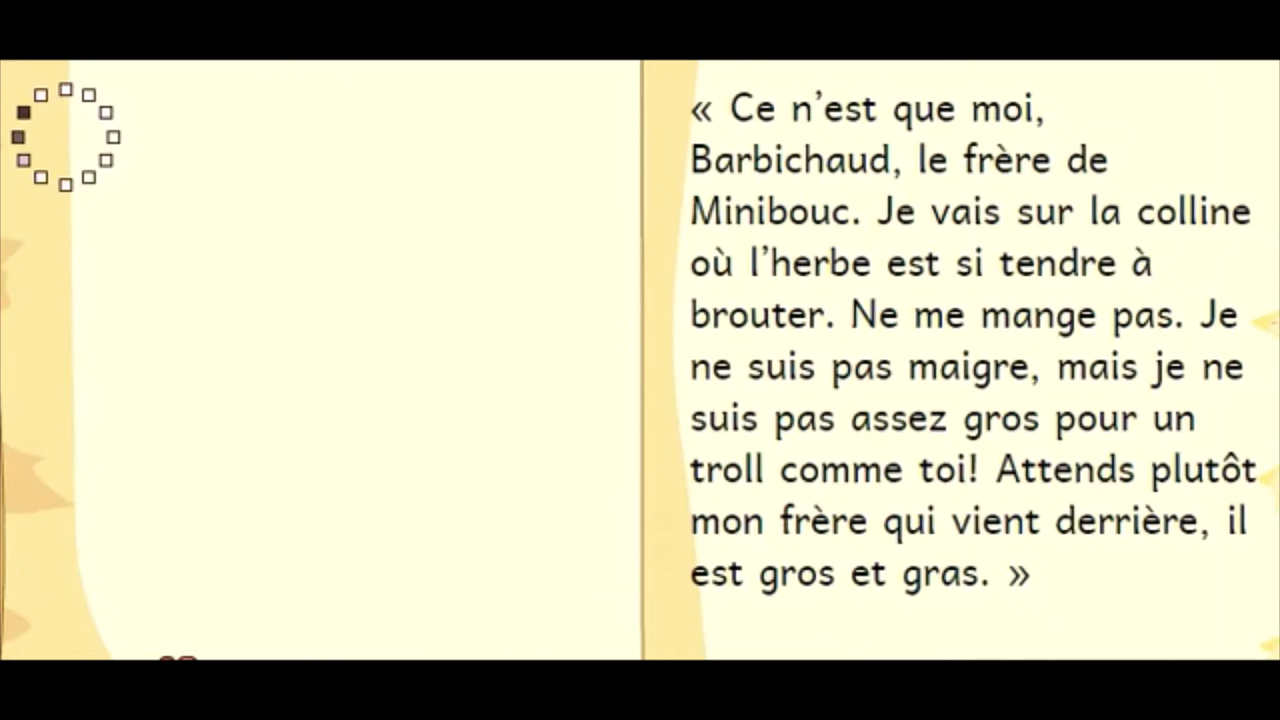 « Ce n’est que moi,
Barbichaud, le frère de
Minibouc. Je vais sur la colline
où l’herbe est si tendre à
brouter. Ne me mange pas. Je
ne suis pas maigre, mais je ne
suis pas assez gros pour un
troll comme toi! Attends plutôt
mon frère qui vient derrière, il
est gros et gras. »